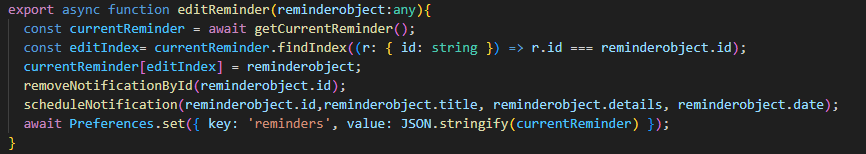 export async function editReminder(reminderobject:any){
const currentReminder = await getCurrentReminder();
const editIndex= currentReminder.findIndex((r: { id: string }) => r.id === reminderobject.id);
currentReminder[editIndex] = reminderobject;
removeNotificationById(reminderobject.id);
scheduleNotification(reminderobject.id,reminderobject.title, reminderobject.details, reminderobject.date);
await Preferences.set({ key: 'reminders', value: JSON.stringify(currentReminder) });
}